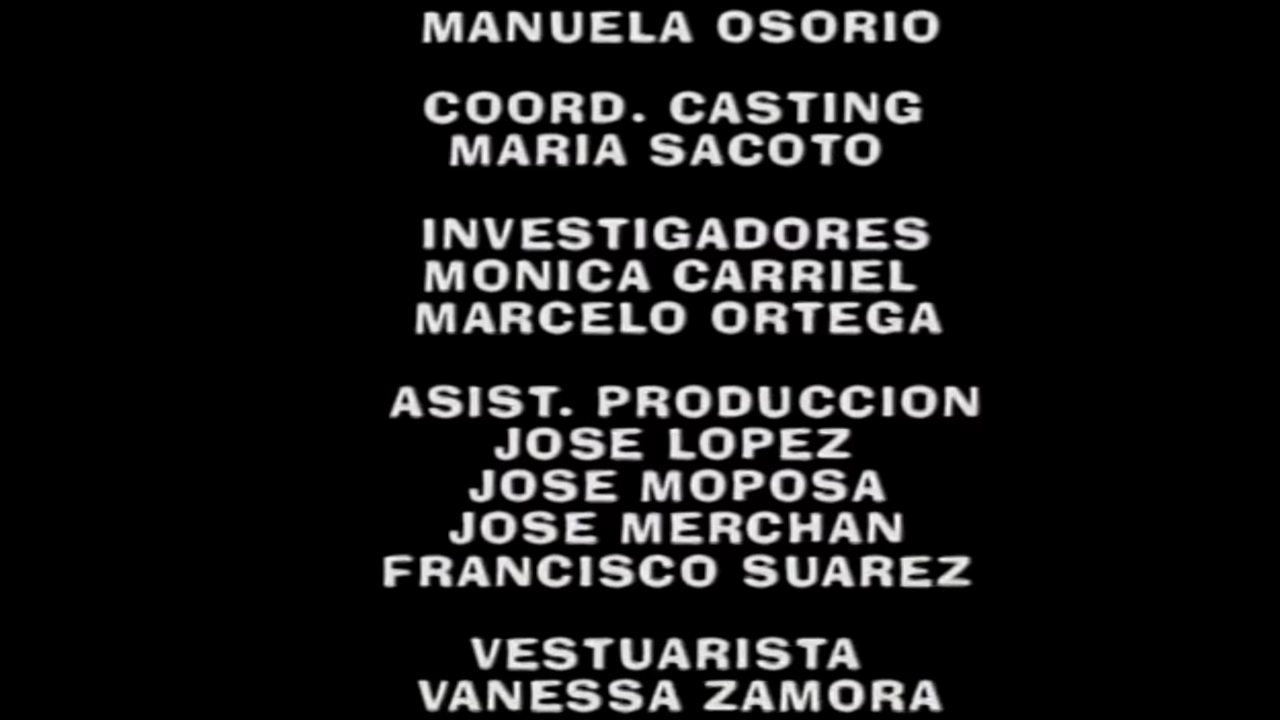 MANUELA OSORIO
COORD. CASTING
MARIA SACOTO
INVESTIGADORES
MONICA CARRIEL
MARCELO ORTEGA
ASIST. PRODUCCION
JOSE LOPEZ
JOSE MOPOSA
JOSE MERCHAN
FRANCISCO SUAREZ
VESTUARISTA
VANESSA ZAMORA